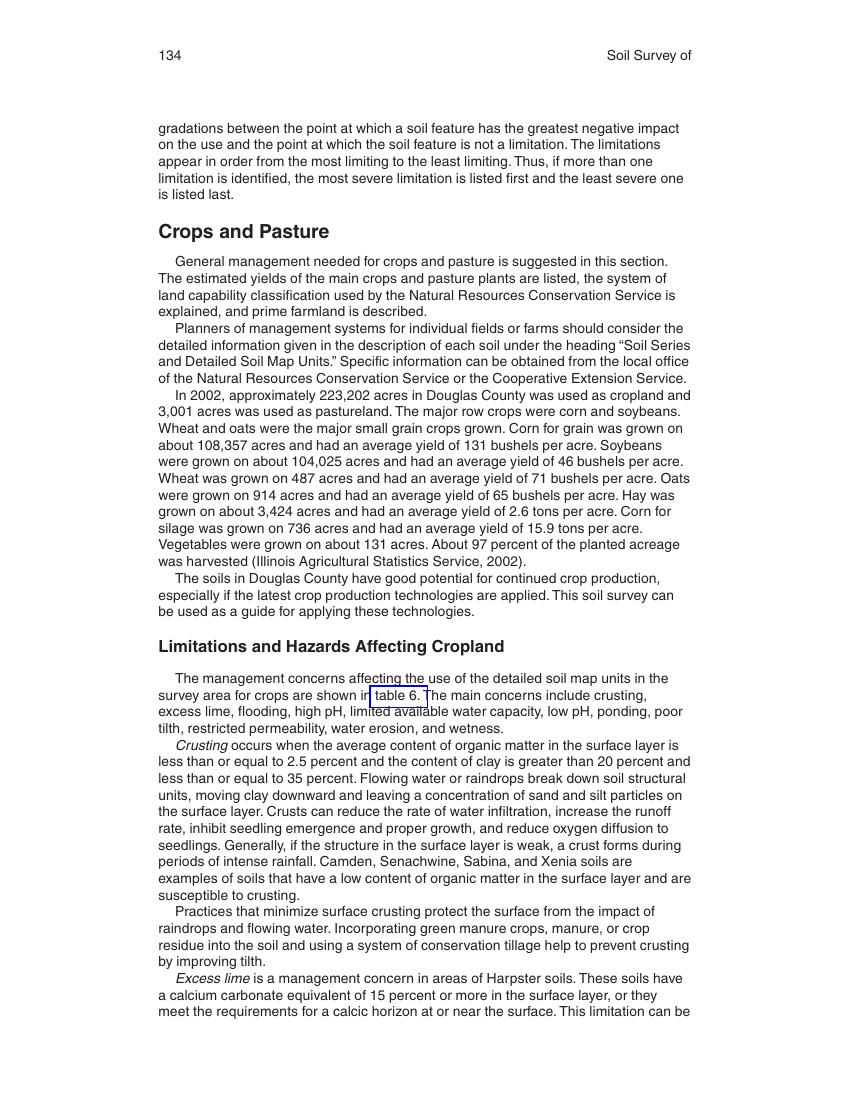 134
Soil Survey of
gradations between the point at which a soil feature has the greatest negative impact
on the use and the point at which the soil feature is not a limitation. The limitations
appear in order from the most limiting to the least limiting. Thus, if more than one
limitation is identified, the most severe limitation is listed first and the least severe one
is listed last.
Crops and Pasture
General management needed for crops and pasture is suggested in this section.
The estimated yields of the main crops and pasture plants are listed, the system of
land capability classification used by the Natural Resources Conservation Service is
explained, and prime farmland is described.
Planners of management systems for individual fields or farms should consider the
detailed information given in the description of each soil under the heading “Soil Series
and Detailed Soil Map Units.” Specific information can be obtained from the local office
of the Natural Resources Conservation Service or the Cooperative Extension Service.
In 2002, approximately 223,202 acres in Douglas County was used as cropland and
3,001 acres was used as pastureland. The major row crops were corn and soybeans.
Wheat and oats were the major small grain crops grown. Corn for grain was grown on
about 108,357 acres and had an average yield of 131 bushels per acre. Soybeans
were grown on about 104,025 acres and had an average yield of 46 bushels per acre.
Wheat was grown on 487 acres and had an average yield of 71 bushels per acre. Oats
were grown on 914 acres and had an average yield of 65 bushels per acre. Hay was
grown on about 3,424 acres and had an average yield of 2.6 tons per acre. Corn for
silage was grown on 736 acres and had an average yield of 15.9 tons per acre.
Vegetables were grown on about 131 acres. About 97 percent of the planted acreage
was harvested (Illinois Agricultural Statistics Service, 2002).
The soils in Douglas County have good potential for continued crop production,
especially if the latest crop production technologies are applied. This soil survey can
be used as a guide for applying these technologies.
Limitations and Hazards Affecting Cropland
The management concerns affecting the use of the detailed soil map units in the
survey area for crops are shown in table 6. The main concerns include crusting,
excess lime, flooding, high pH, limited available water capacity, low pH, ponding, poor
tilth, restricted permeability, water erosion, and wetness.
Crusting occurs when the average content of organic matter in the surface layer is
less than or equal to 2.5 percent and the content of clay is greater than 20 percent and
less than or equal to 35 percent. Flowing water or raindrops break down soil structural
units, moving clay downward and leaving a concentration of sand and silt particles on
the surface layer. Crusts can reduce the rate of water infiltration, increase the runoff
rate, inhibit seedling emergence and proper growth, and reduce oxygen diffusion to
seedlings. Generally, if the structure in the surface layer is weak, a crust forms during
periods of intense rainfall. Camden, Senachwine, Sabina, and Xenia soils are
examples of soils that have a low content of organic matter in the surface layer and are
susceptible to crusting.
Practices that minimize surface crusting protect the surface from the impact of
raindrops and flowing water. Incorporating green manure crops, manure, or crop
residue into the soil and using a system of conservation tillage help to prevent crusting
by improving tilth.
Excess lime is a management concern in areas of Harpster soils. These soils have
a calcium carbonate equivalent of 15 percent or more in the surface layer, or they
meet the requirements for a calcic horizon at or near the surface. This limitation can be